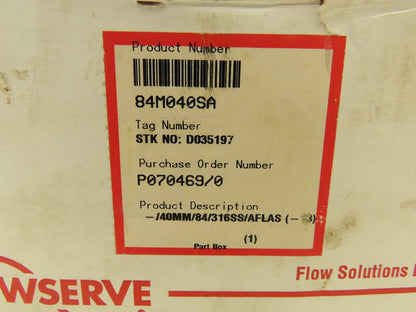 Product Number
84M040SA
Tag Number
STK NO: D035197
Purchase Order Number
P070469/0
Product Description
-/40MM/84/316SS/AFLAS (-
(1)
Part Box
Flow Solutions
WSERVE